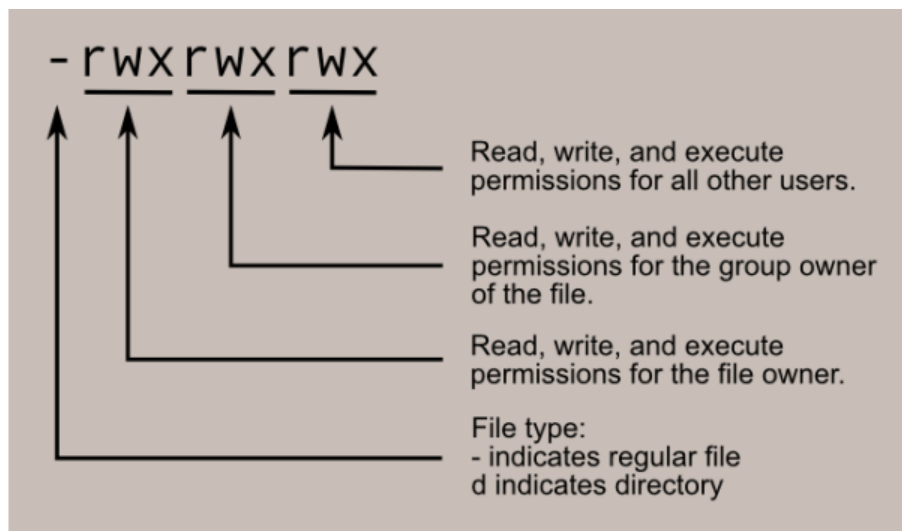 -rwxrwxrwx
Read, write, and execute
permissions for all other users.
Read, write, and execute
permissions for the group owner
of the file.
Read, write, and execute
permissions for the file owner.
File type:
- indicates regular file
d indicates directory